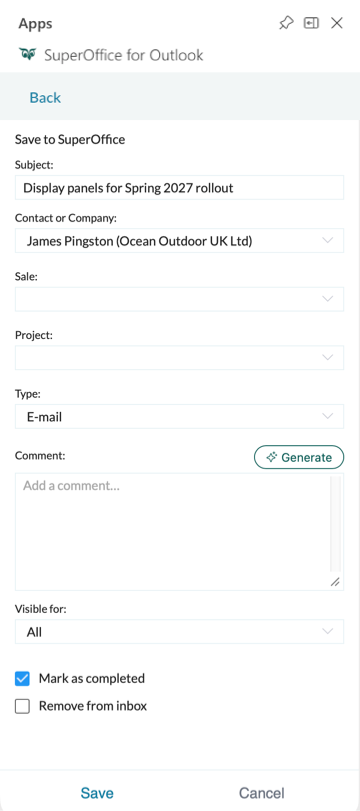 Apps
SuperOffice for Outlook
Back
Save to SuperOffice
Subject:
Display panels for Spring 2027 rollout
Contact or Company:
James Pingston (Ocean Outdoor UK Ltd)
Sale:
Project:
Type:
E-mail
Comment:
Generate
Add a comment...
Visible for:
All
Mark as completed
Remove from inbox
Save
Cancel